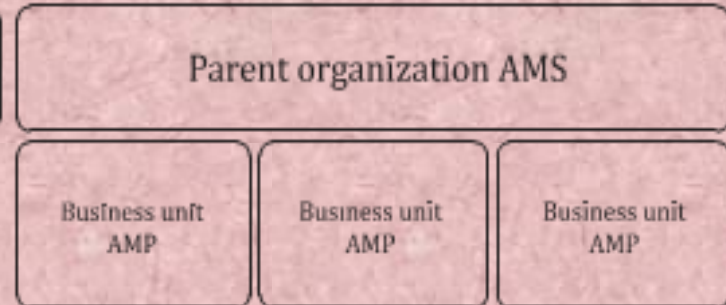 Parent organization AMS
Business unit
AMP
Business unit
AMP
Business unit
AMP